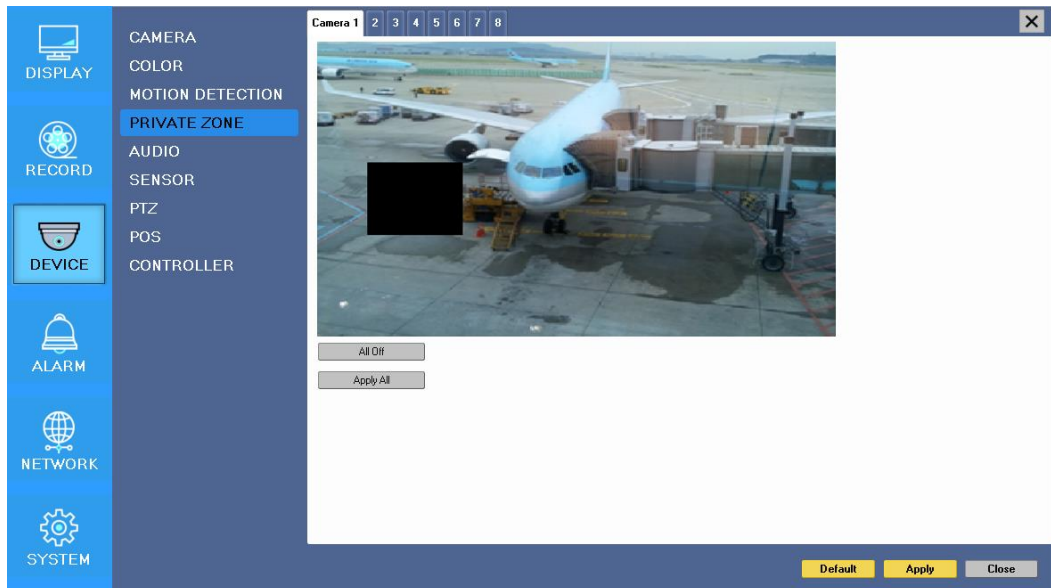 DISPLAY
RECORD
DEVICE
ALARM
NETWORK
SYSTEM
CAMERA
COLOR
MOTION DETECTION
PRIVATE ZONE
AUDIO
SENSOR
PTZ
POS
CONTROLLER
Camera 1 2 3 4 5 6 7 8
All Off
Apply All
Default Apply Close